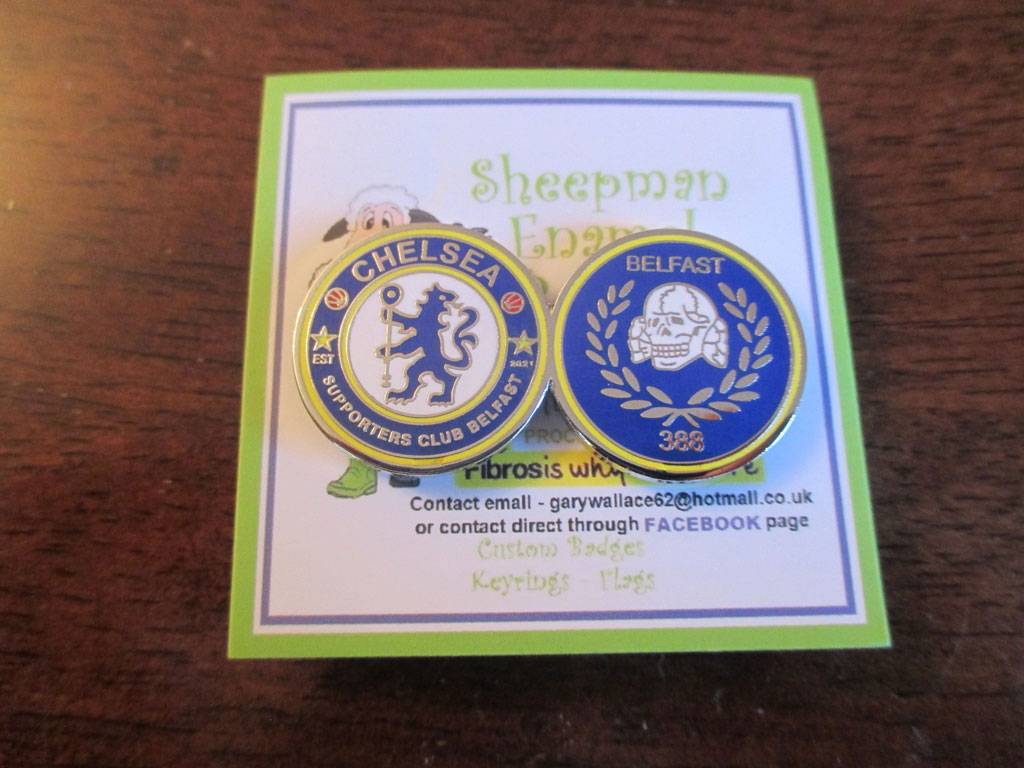 Sheepman
CHELSEA
EST
2021
SUPPORTERS CLUB BELFAST
BELFAST
388
Fibrosis
Contact email - garywallace62@hotmail.co.uk
or contact direct through FACEBOOK page
Custom Badges
Keyrings - Flags